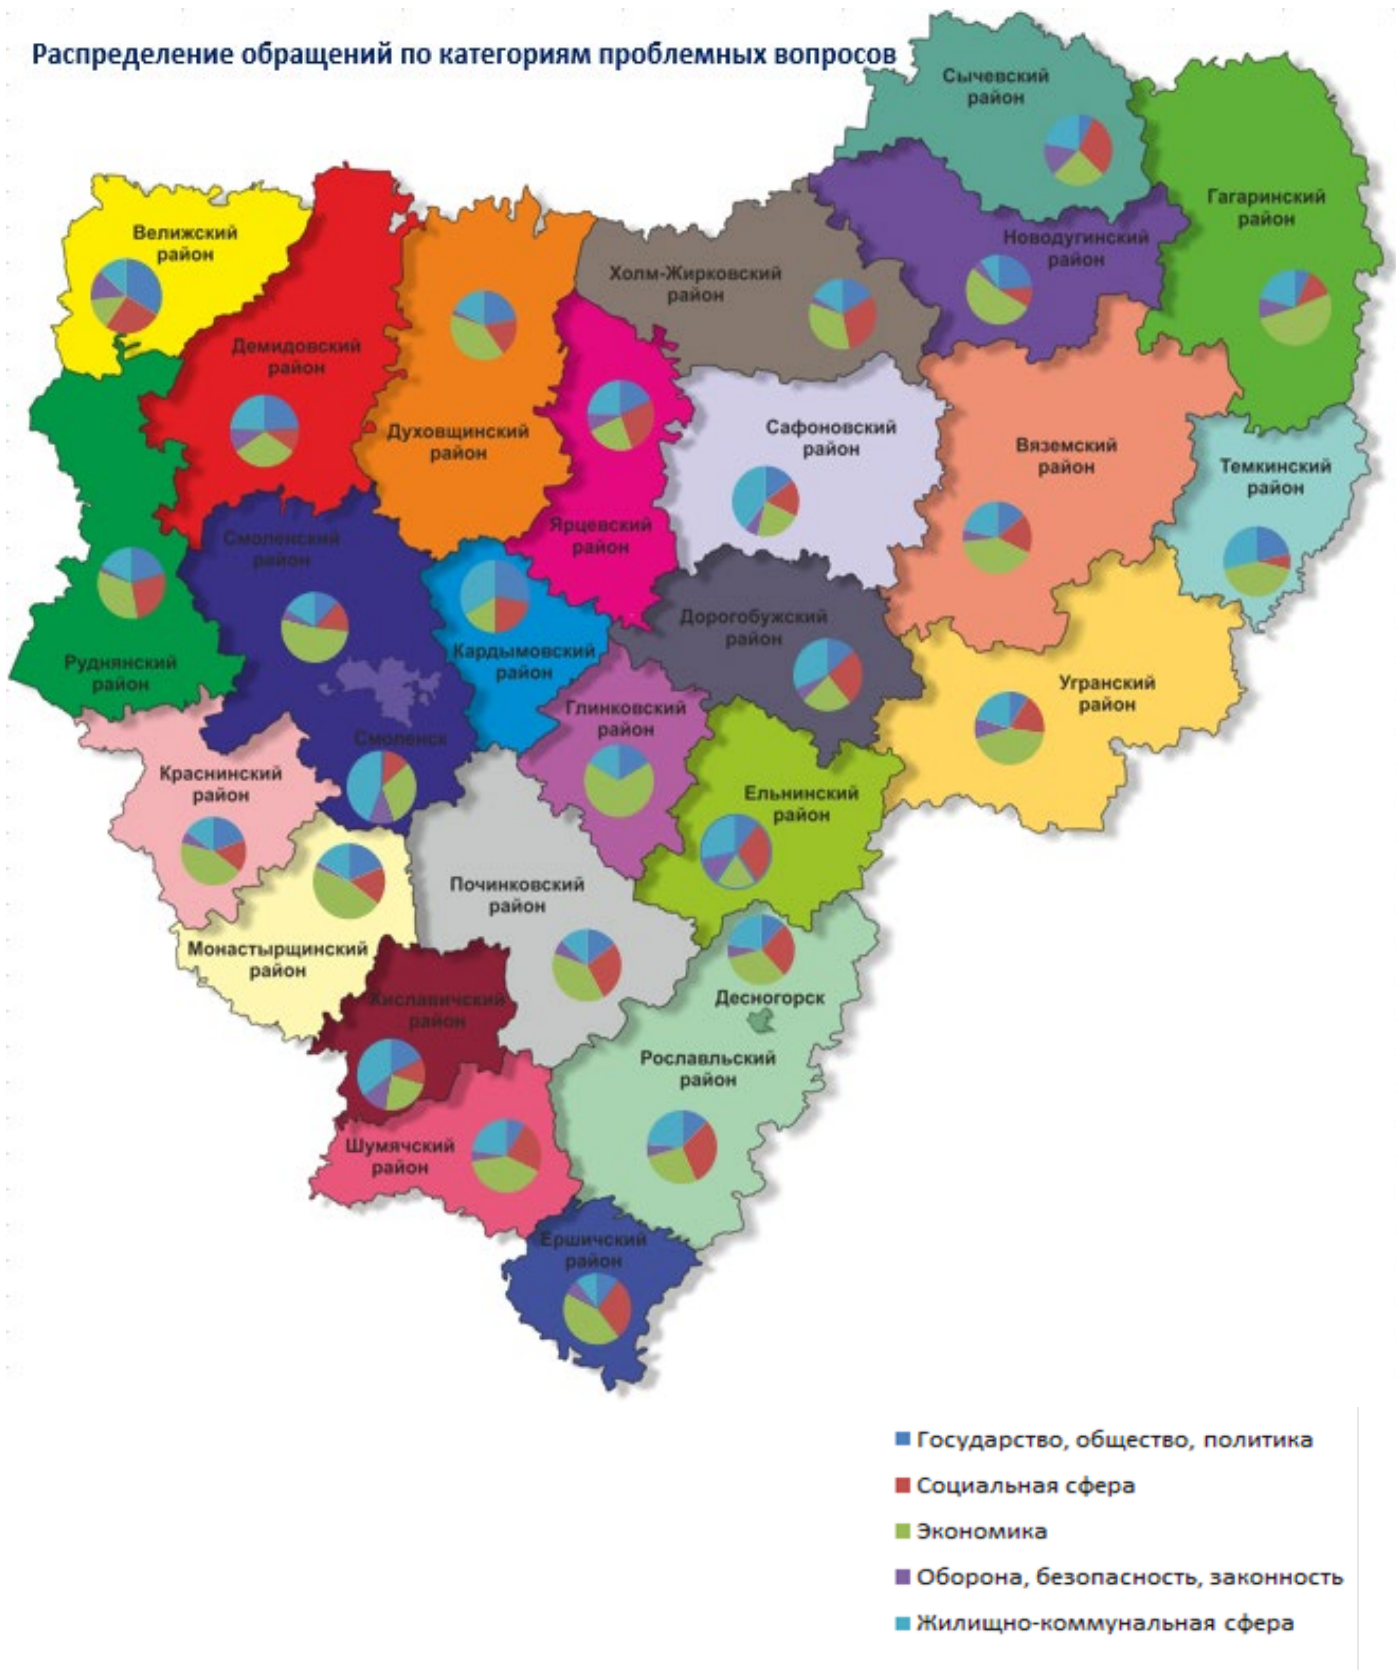 Распределение обращений по категориям проблемных вопросов
Сычевский
район
Гагаринский
район
Велижский
район
Новодугинский
район
Холм-Жирковский
район
Демидовский
район
Духовщинский
район
Сафоновский
район
Вяземский
район
Темкинский
район
Ярцевский
район
Смоленский
район
Дорогобужский
район
Кардымовский
район
Руднянский
район
Угранский
район
Глинковский
район
Смоленск
Краснинский
район
Ельнинский
район
Починковский
район
Монастырщинский
район
Хиславичский
район
Десногорск
Рославльский
район
Шумячский
район
Ершичский
район
Государство, общество, политика
Социальная сфера
Экономика
Оборона, безопасность, законность
Жилищно-коммунальная сфера